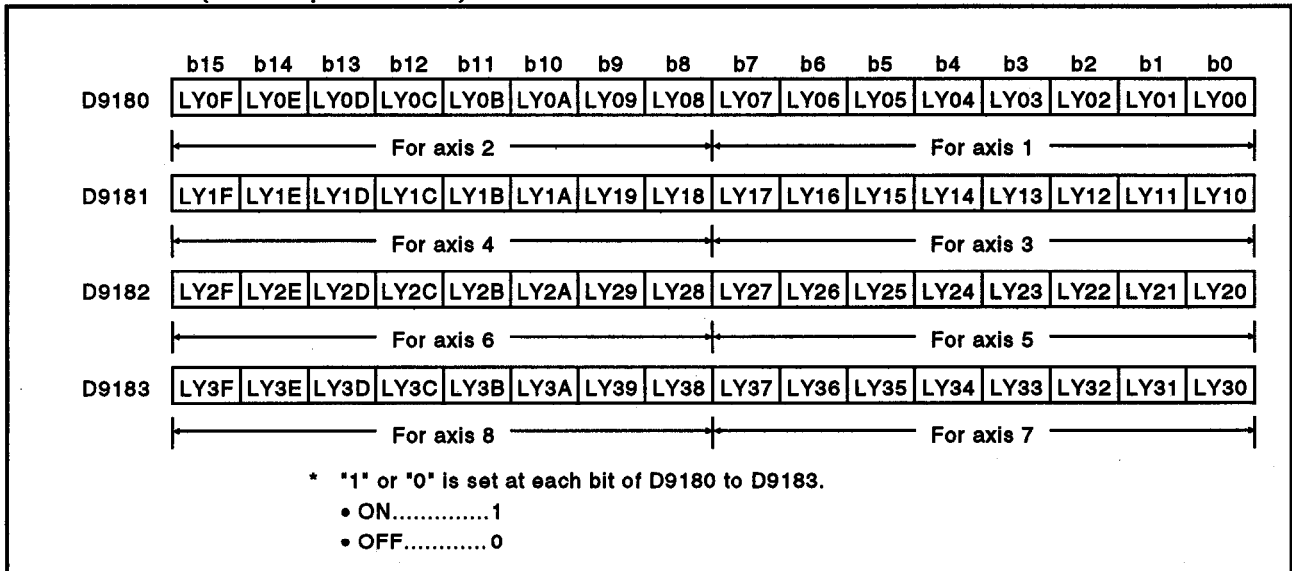 b15 b14 b13 b12 b11 b10 b9 b8 b7 b6 b5 b4 b3 b2 b1 b0
D9180 LY0F LY0E LY0D LY0C LY0B LY0A LY09 LY08 LY07 LY06 LY05 LY04 LY03 LY02 LY01 LY00
For axis 2 For axis 1
D9181 LY1F LY1E LY1D LY1C LY1B LY1A LY19 LY18 LY17 LY16 LY15 LY14 LY13 LY12 LY11 LY10
For axis 4 For axis 3
D9182 LY2F LY2E LY2D LY2C LY2B LY2A LY29 LY28 LY27 LY26 LY25 LY24 LY23 LY22 LY21 LY20
For axis 6 For axis 5
D9183 LY3F LY3E LY3D LY3C LY3B LY3A LY39 LY38 LY37 LY36 LY35 LY34 LY33 LY32 LY31 LY30
For axis 8 For axis 7
* "1" or "0" is set at each bit of D9180 to D9183.
• ON..............1
• OFF............0